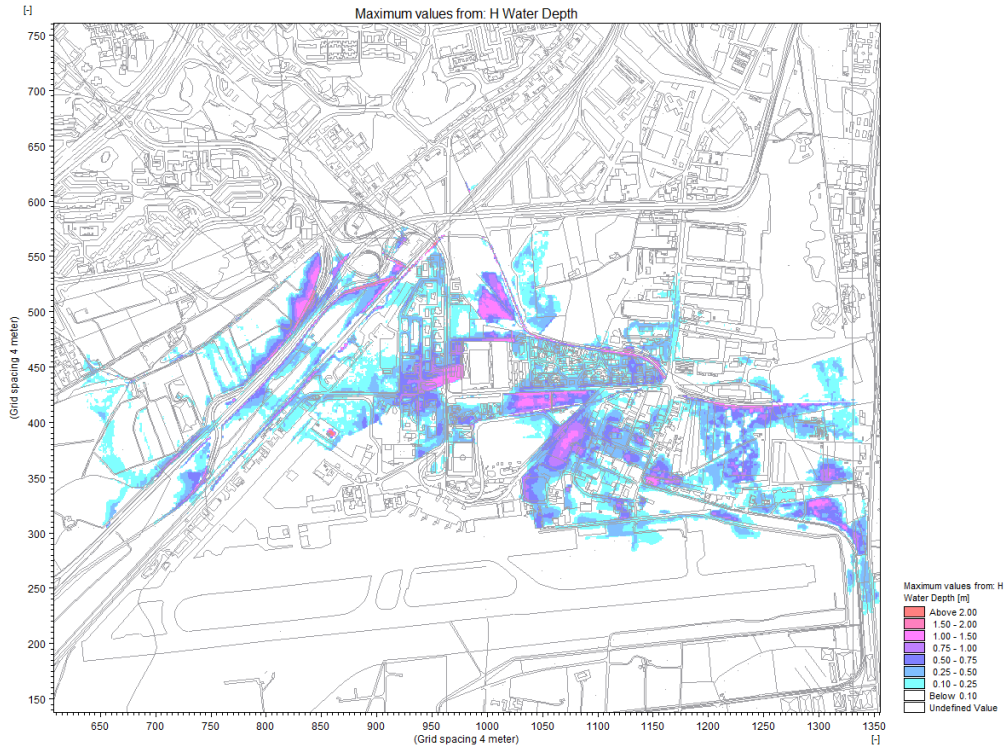 [-]
Maximum values from: H Water Depth
750
700
650
600
550
500
450
400
350
300
250
200
150
(Grid spacing 4 meter)
650 700 750 800 850 900 950 1000 1050 1100 1150 1200 1250 1300 1350
(Grid spacing 4 meter)
[-]
Maximum values from: H
Water Depth [m]
Above 2.00
1.50 - 2.00
1.00 - 1.50
0.75 - 1.00
0.50 - 0.75
0.25 - 0.50
0.10 - 0.25
Below 0.10
Undefined Value